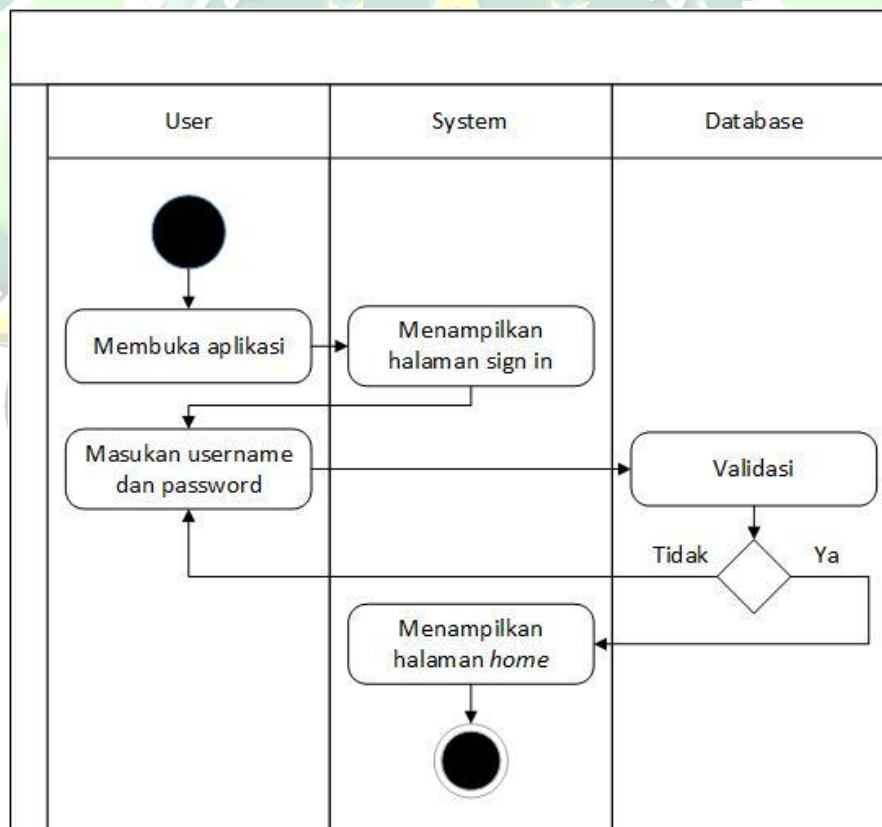 User
System
Database
Membuka aplikasi
Menampilkan
halaman sign in
Masukan username
dan password
Validasi
Tidak
Ya
Menampilkan
halaman home